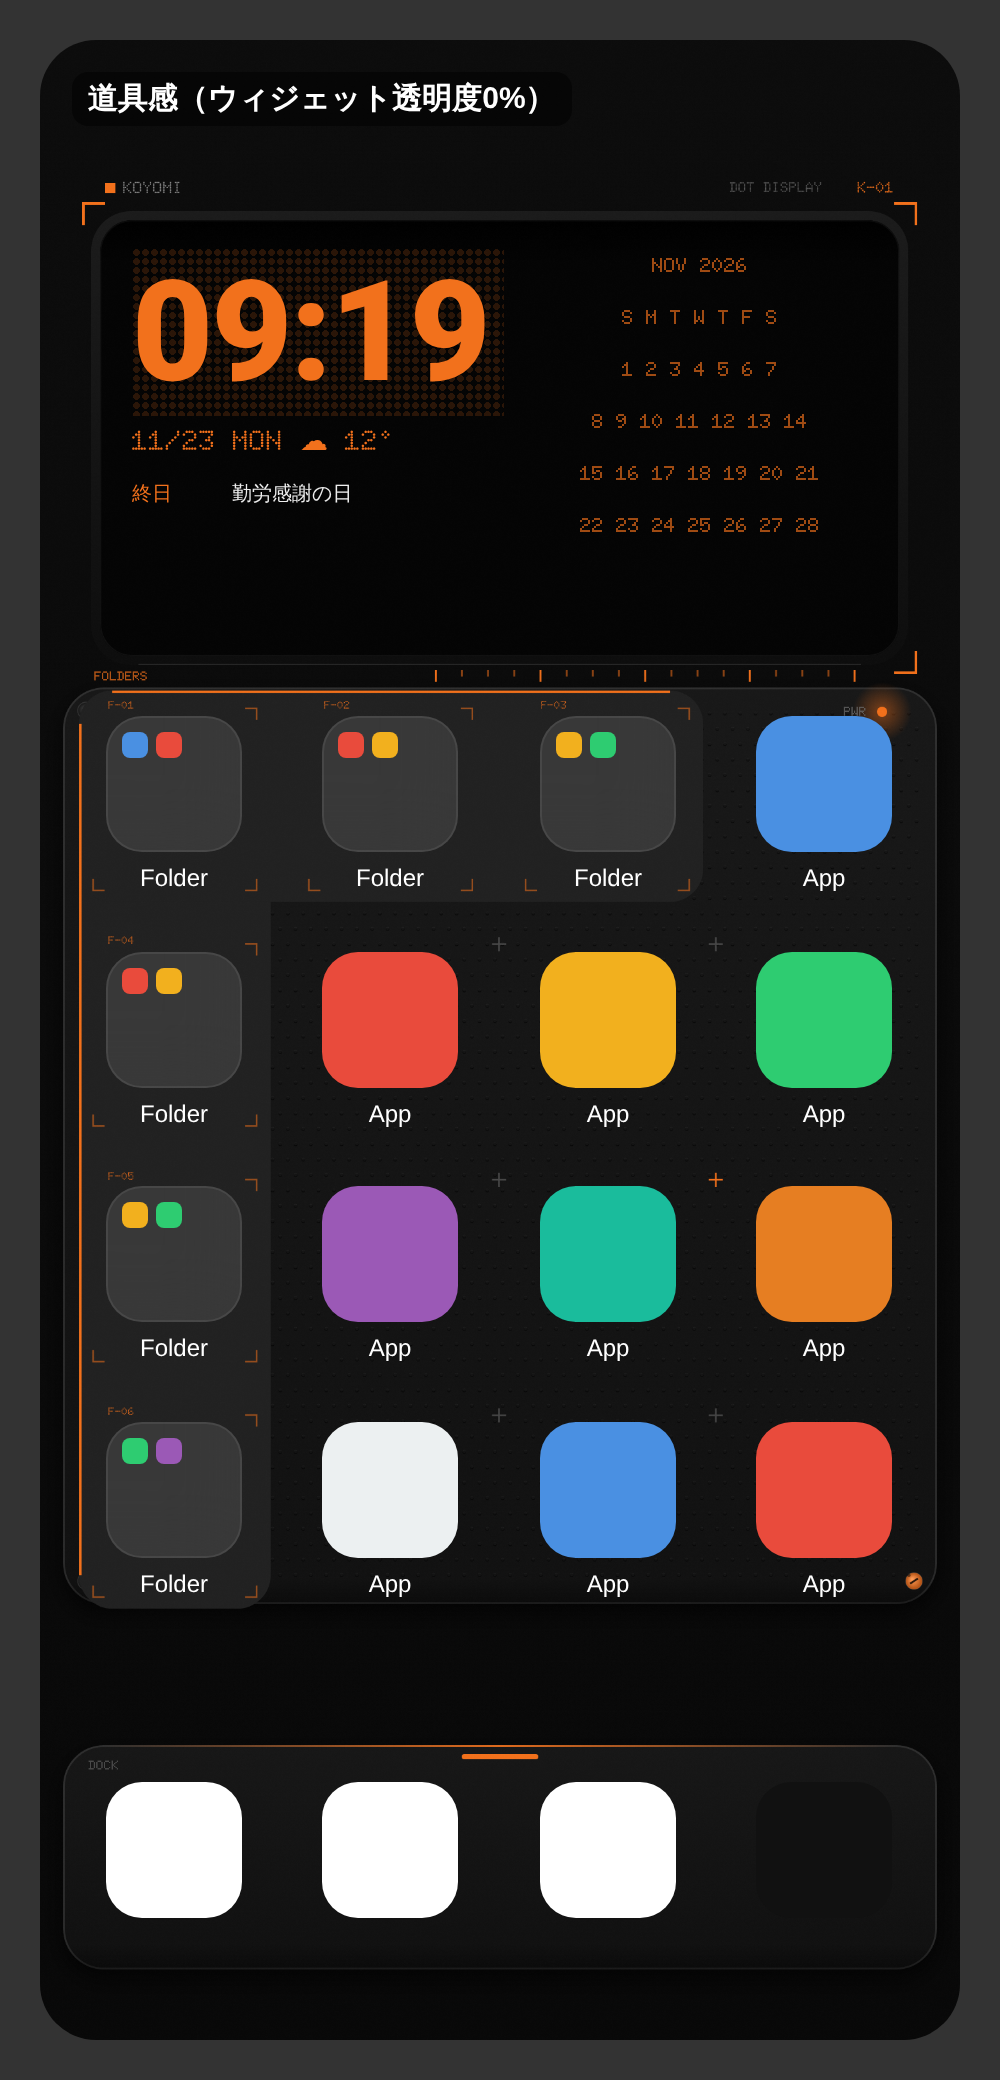 道具感（ウィジェット透明度0%）
KOYOMI
DOT DISPLAY K-01
09:19
11/23 MON ☁ 12°
終日 勤労感謝の日
NOV 2026
S M T W T F S
1 2 3 4 5 6 7
8 9 10 11 12 13 14
15 16 17 18 19 20 21
22 23 24 25 26 27 28
FOLDERS
F-01 F-02 F-03 PWR
Folder Folder Folder App
F-04
Folder App App App
F-05
Folder App App App
F-06
Folder App App App
DOCK